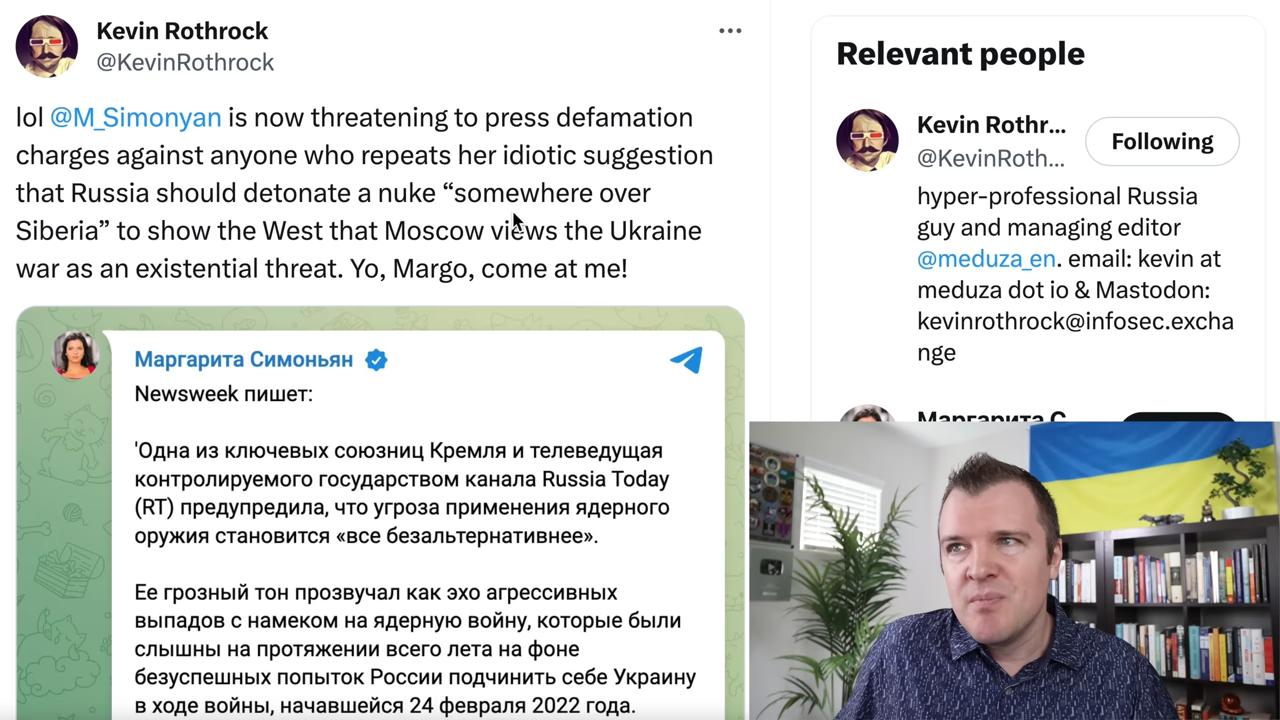 Kevin Rothrock
@KevinRothrock
lol @M_Simonyan is now threatening to press defamation
charges against anyone who repeats her idiotic suggestion
that Russia should detonate a nuke “somewhere over
Siberia” to show the West that Moscow views the Ukraine
war as an existential threat. Yo, Margo, come at me!
Маргарита Симоньян
Newsweek пишет:
'Одна из ключевых союзниц Кремля и телеведущая
контролируемого государством канала Russia Today
(RT) предупредила, что угроза применения ядерного
оружия становится «все безальтернативнее».
Ее грозный тон прозвучал как эхо агрессивных
выпадов с намеком на ядерную войну, которые были
слышны на протяжении всего лета на фоне
безуспешных попыток России подчинить себе Украину
в ходе войны, начавшейся 24 февраля 2022 года.
Relevant people
Kevin Rothr...
Following
@KevinRoth...
hyper-professional Russia
guy and managing editor
@meduza_en. email: kevin at
meduza dot io & Mastodon:
kevinrothrock@infosec.excha
nge
Маргарита С